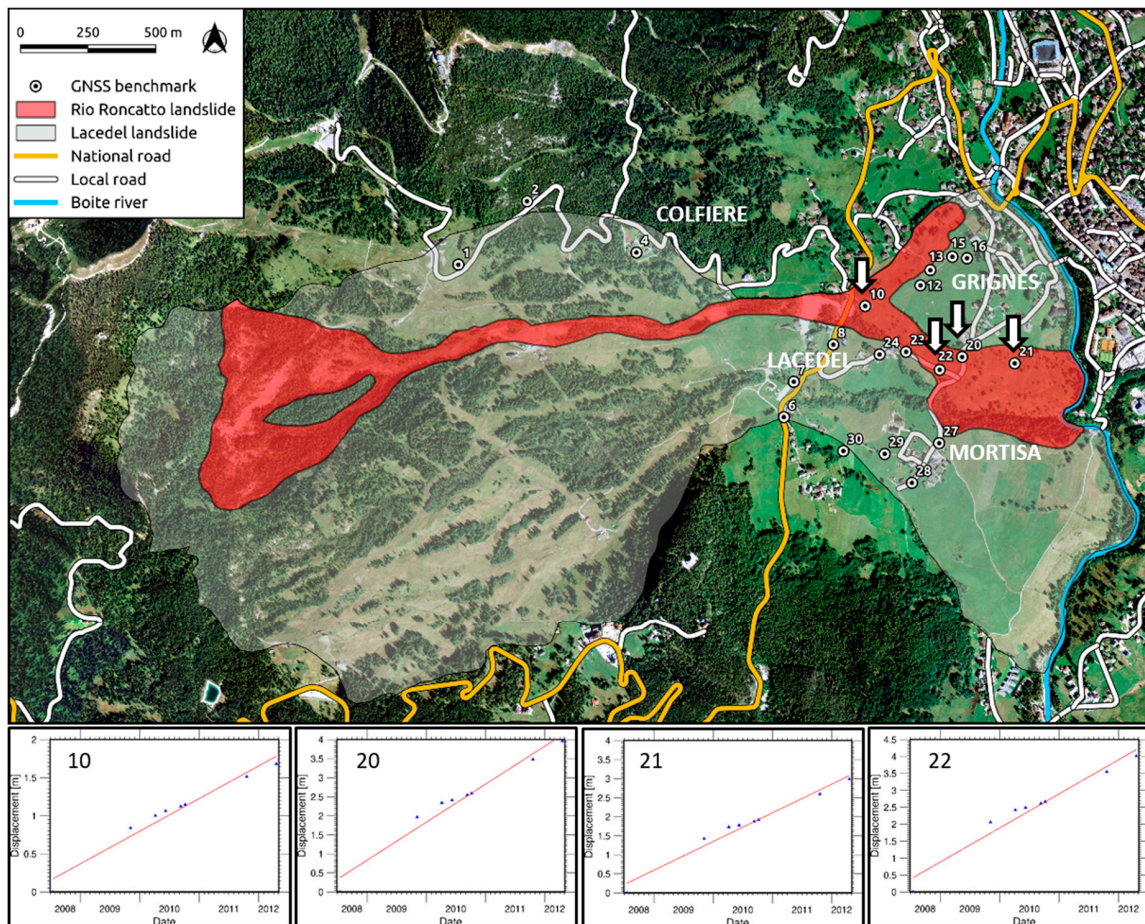 0 250 500 m
GNSS benchmark
Rio Roncatto landslide
Lacedel landslide
National road
Local road
Boite river
2
COLFIERE
1
4
15 16
13
12
GRIGNES
10
8
24
20
21
22
LACEDEL
7
6
27
MORTISA
30
29
28
10
Displacement [m]
2
1.5
1
0.5
0
2008 2009 2010 2011 2012
Date
20
Displacement [m]
4
3.5
3
2.5
2
1.5
1
0.5
0
2008 2009 2010 2011 2012
Date
21
Displacement [m]
4
3.5
3
2.5
2
1.5
1
0.5
0
2008 2009 2010 2011 2012
Date
22
Displacement [m]
4.5
4
3.5
3
2.5
2
1.5
1
0.5
0
2008 2009 2010 2011 2012
Date